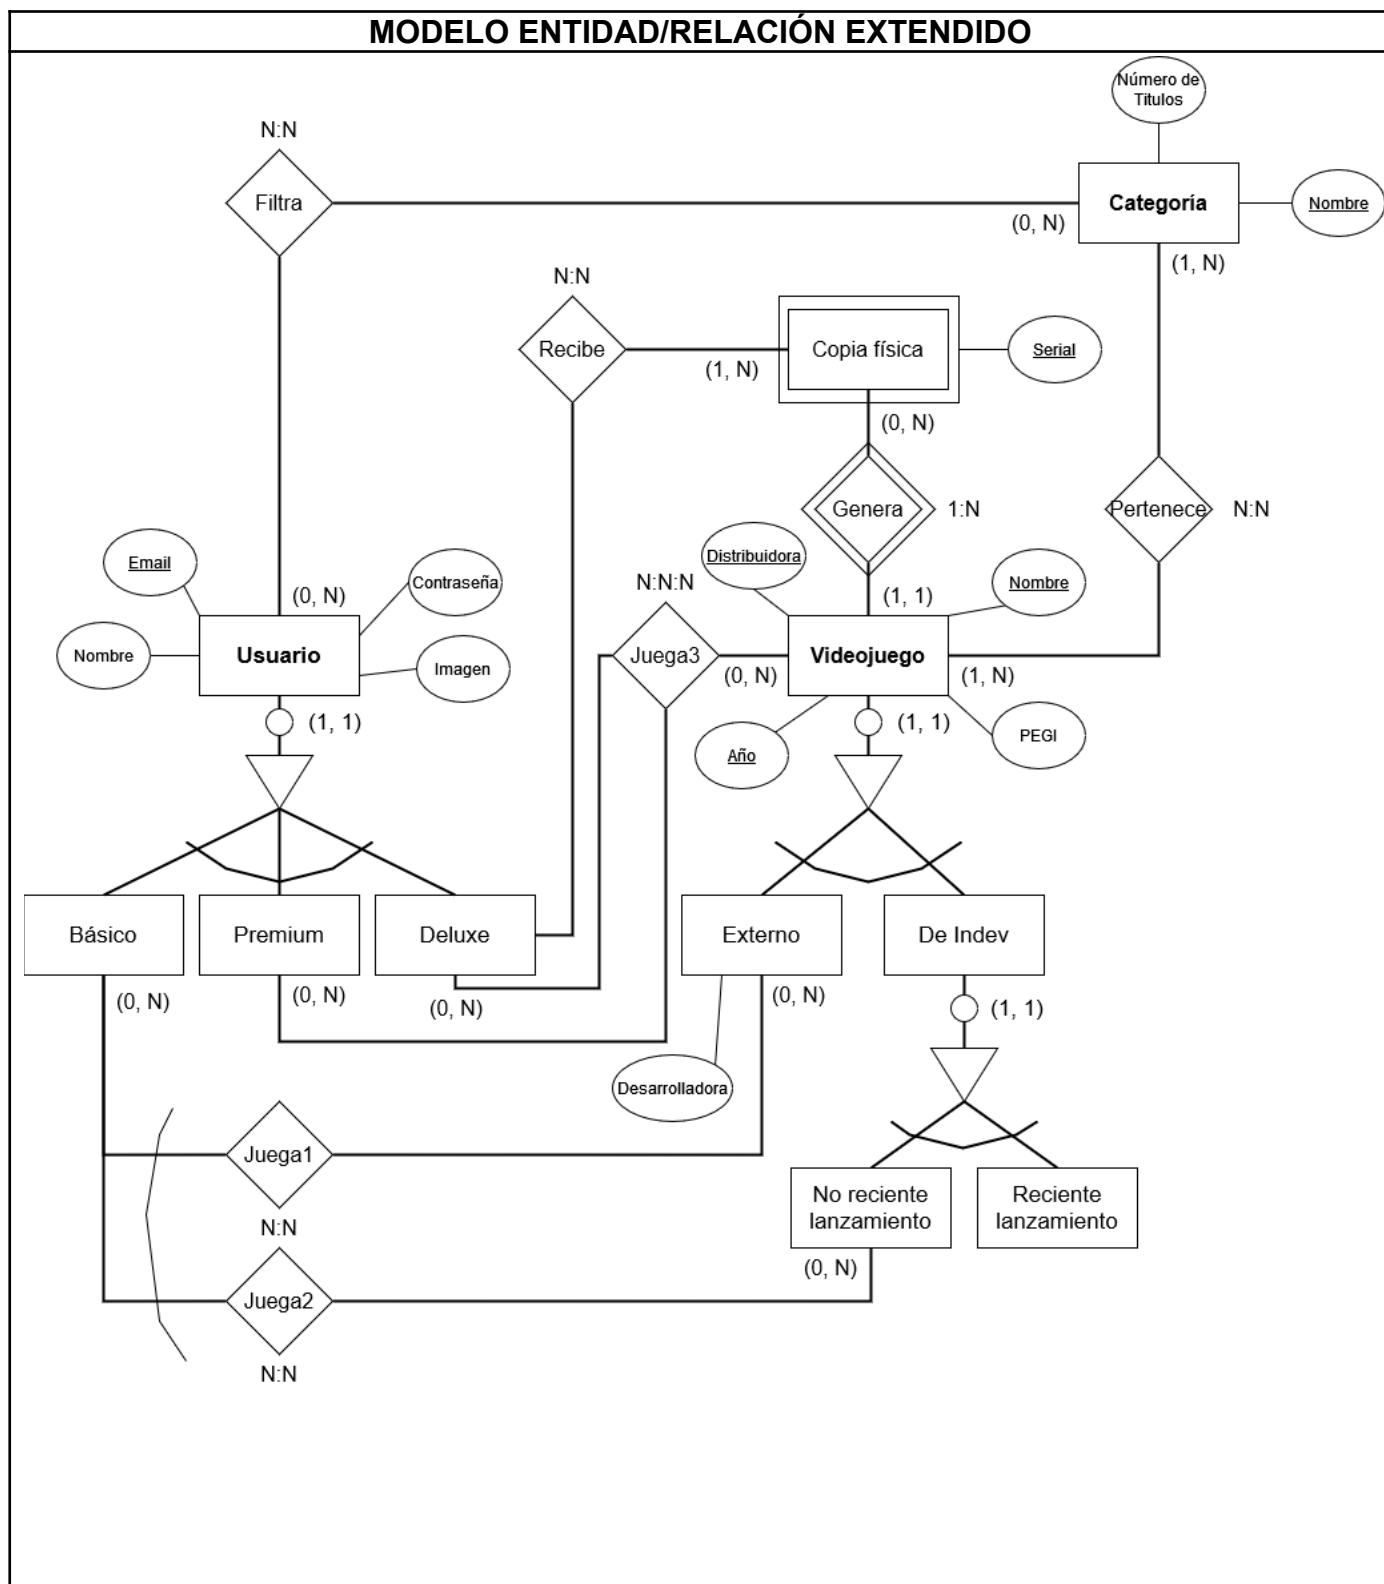 MODELO ENTIDAD/RELACIÓN EXTENDIDO
Número de
Titulos
N:N
Filtra
Categoría
Nombre
(0, N)
(1, N)
N:N
Recibe
Copia física
Serial
(1, N)
(0, N)
Genera
1:N
Pertenece
N:N
Distribuidora
Nombre
Email
Contraseña
N:N:N
(0, N)
(1, 1)
Nombre
Usuario
Imagen
Juega3
Videojuego
(0, N)
(1, N)
(1, 1)
(1, 1)
Año
PEGI
Básico
Premium
Deluxe
Externo
De Indev
(0, N)
(0, N)
(0, N)
(0, N)
(1, 1)
Desarrolladora
Juega1
N:N
No reciente
lanzamiento
Reciente
lanzamiento
(0, N)
Juega2
N:N